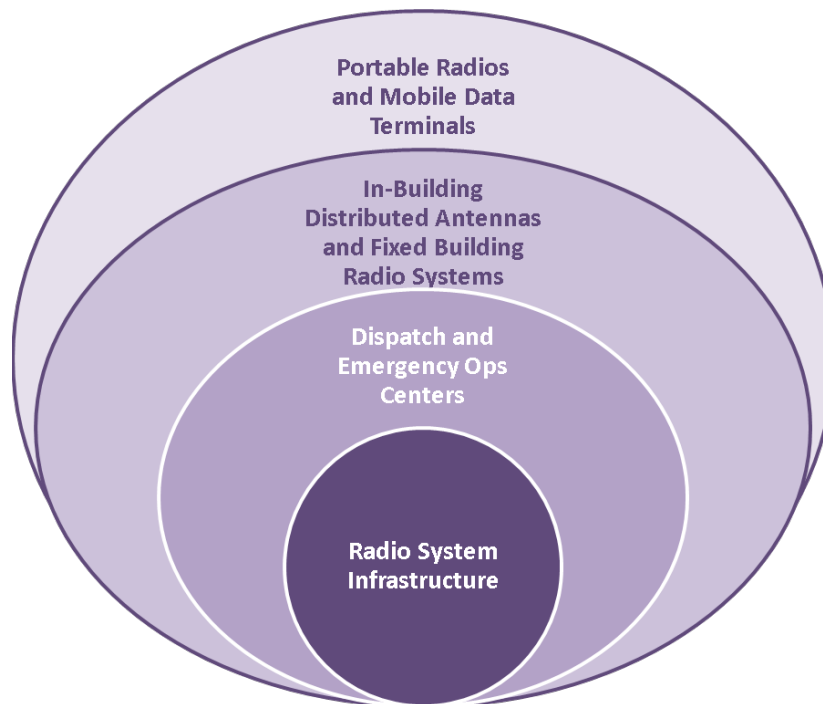 Portable Radios
and Mobile Data
Terminals
In-Building
Distributed Antennas
and Fixed Building
Radio Systems
Dispatch and
Emergency Ops
Centers
Radio System
Infrastructure